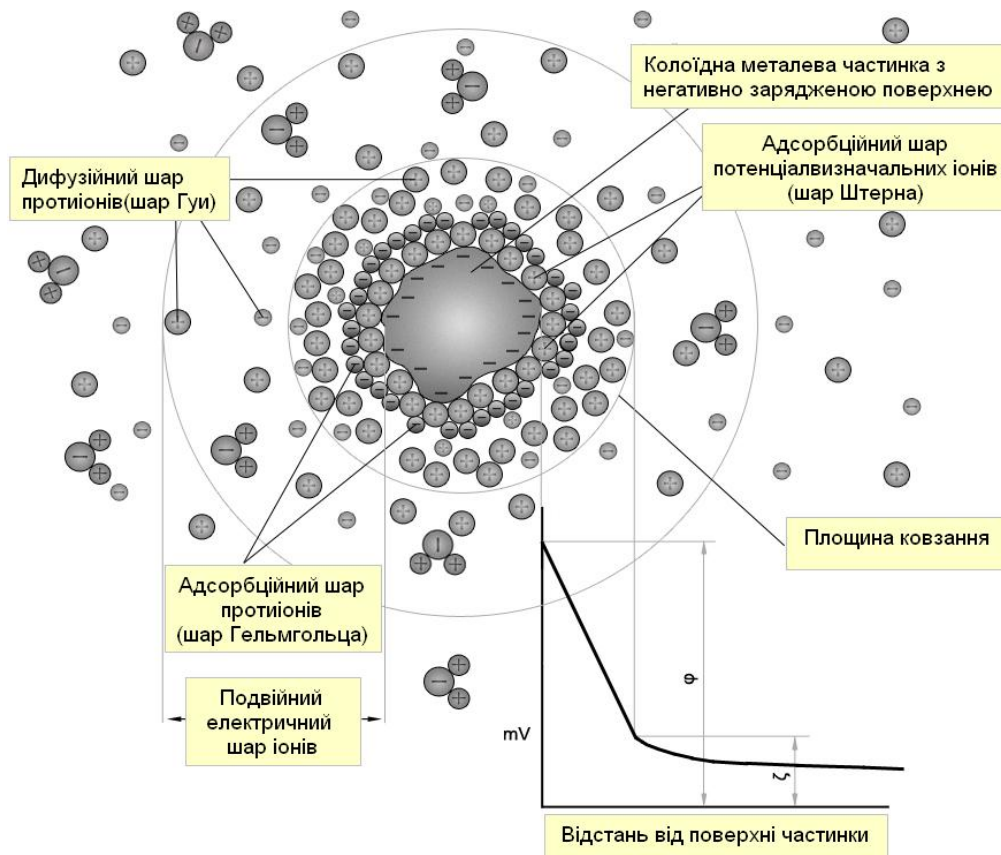 Колоїдна металева частинка з
негативно зарядженою поверхнею
Адсорбційний шар
потенціалвизначальних іонів
(шар Штерна)
Дифузійний шар
протиіонів(шар Гуи)
Площина ковзання
Адсорбційний шар
протиіонів
(шар Гельмгольца)
Подвійний
електричний
шар іонів
φ
mV
ζ
Відстань від поверхні частинки